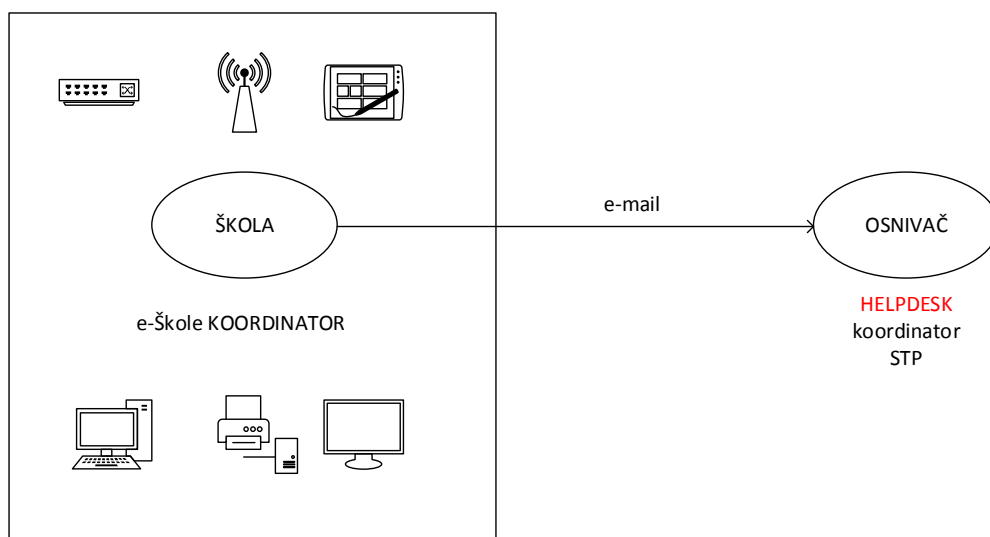 ŠKOLA
e-mail
OSNIVAČ
e-Škole KOORDINATOR
HELPDESK
koordinator
STP